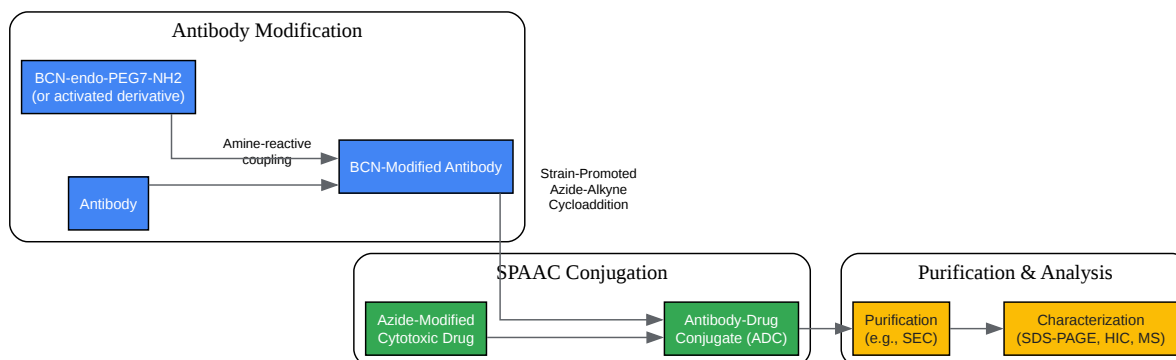 Antibody Modification
BCN-endo-PEG7-NH2
(or activated derivative)
Amine-reactive
coupling
BCN-Modified Antibody
Antibody
Strain-Promoted
Azide-Alkyne
Cycloaddition
SPAAC Conjugation
Azide-Modified
Cytotoxic Drug
Antibody-Drug
Conjugate (ADC)
Purification & Analysis
Purification
(e.g., SEC)
Characterization
(SDS-PAGE, HIC, MS)